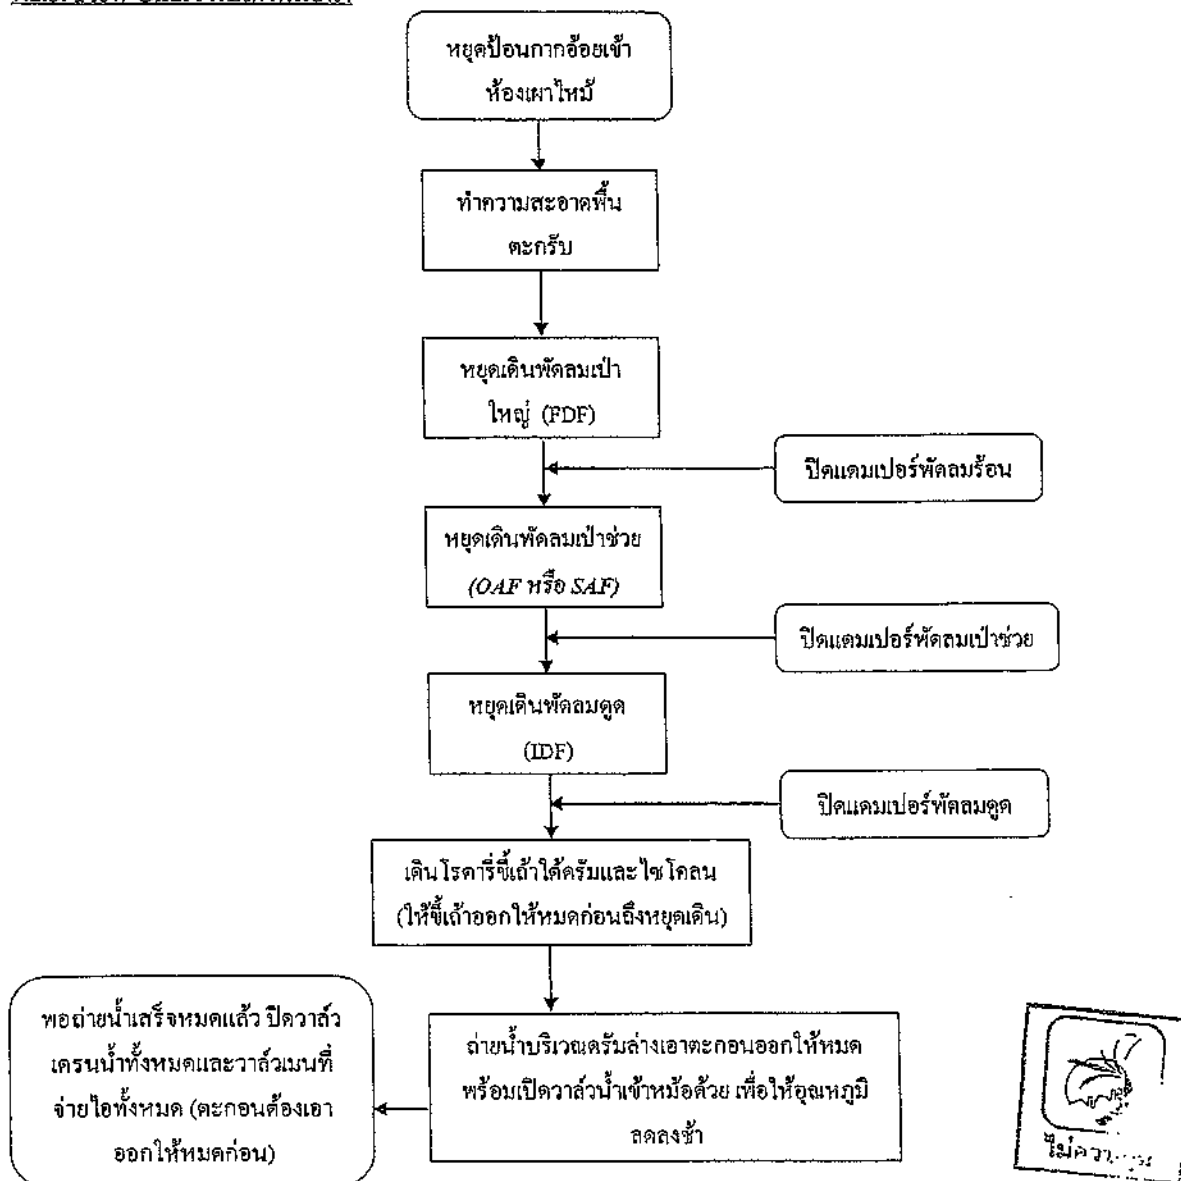 หยุดป้อนกากอ้อยเข้า
ห้องเผาไหม้
ทำความสะอาดพื้น
ตะกรับ
หยุดเดินพัดลมเป่า
ใหญ่ (FDF)
ปิดแดมเปอร์พัดลมร้อน
หยุดเดินพัดลมเป่าช่วย
(OAF หรือ SAF)
ปิดแดมเปอร์พัดลมเป่าช่วย
หยุดเดินพัดลมดูด
(IDF)
ปิดแดมเปอร์พัดลมดูด
เดินโรตารี่ขี้เถ้าใต้ดรัมและไซโคลน
(ให้ขี้เถ้าออกให้หมดก่อนถึงหยุดเดิน)
ถ่ายน้ำบริเวณดรัมล่างเอาตะกอนออกให้หมด
พร้อมเปิดวาล์วน้ำเข้าหม้อด้วย เพื่อให้อุณหภูมิ
ลดลงช้า
พอถ่ายน้ำเสร็จหมดแล้ว ปิดวาล์ว
เดรนน้ำทั้งหมดและวาล์วเมนที่
จ่ายไอทั้งหมด (ตะกอนต้องเอา
ออกให้หมดก่อน)